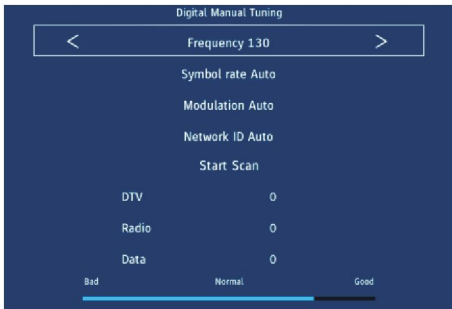 Digital Manual Tuning
< Frequency 130 >
Symbol rate Auto
Modulation Auto
Network ID Auto
Start Scan
DTV 0
Radio 0
Data 0
Bad Normal Good